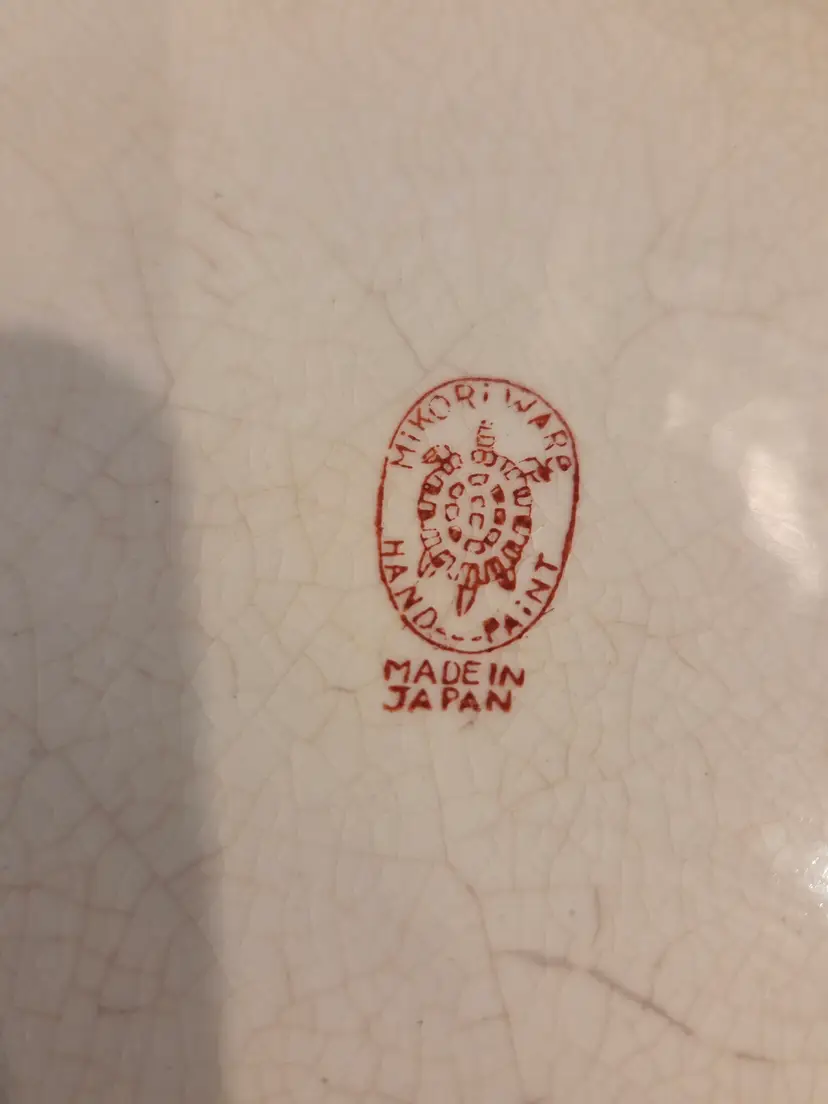 MiKORi WARe
HAND---PAiNT
MADE IN
JAPAN